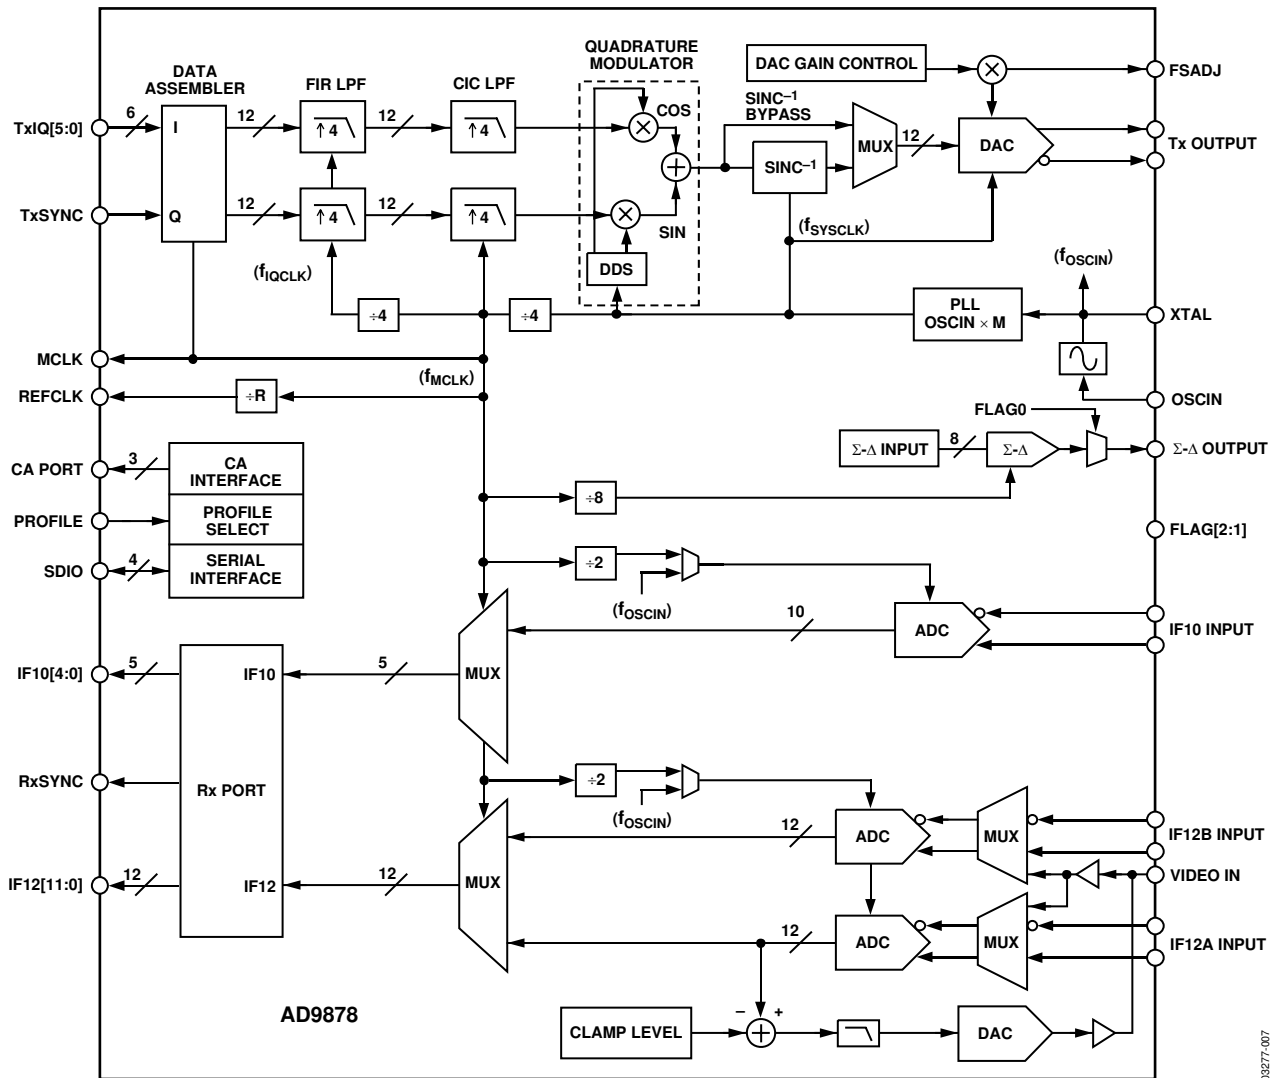 QUADRATURE
MODULATOR
DAC GAIN CONTROL
FSADJ
DATA
ASSEMBLER
FIR LPF
CIC LPF
COS
SINC–1
BYPASS
TxIQ[5:0]
6
I
12
↑4
12
↑4
MUX
12
DAC
Tx OUTPUT
SINC–1
TxSYNC
Q
12
↑4
12
↑4
SIN
(fSYSCLK)
(fIQCLK)
DDS
(fOSCIN)
÷4
÷4
PLL
OSCIN × M
XTAL
MCLK
(fMCLK)
REFCLK
÷R
OSCIN
FLAG0
CA PORT
3
CA
INTERFACE
Σ-Δ INPUT
8
Σ-Δ
Σ-Δ OUTPUT
÷8
PROFILE
PROFILE
SELECT
FLAG[2:1]
SDIO
4
SERIAL
INTERFACE
÷2
(fOSCIN)
10
ADC
IF10 INPUT
IF10[4:0]
5
IF10
5
MUX
RxSYNC
Rx PORT
÷2
(fOSCIN)
12
ADC
MUX
IF12B INPUT
VIDEO IN
IF12[11:0]
12
IF12
12
MUX
12
ADC
MUX
IF12A INPUT
AD9878
CLAMP LEVEL
–
+
DAC
03277-007